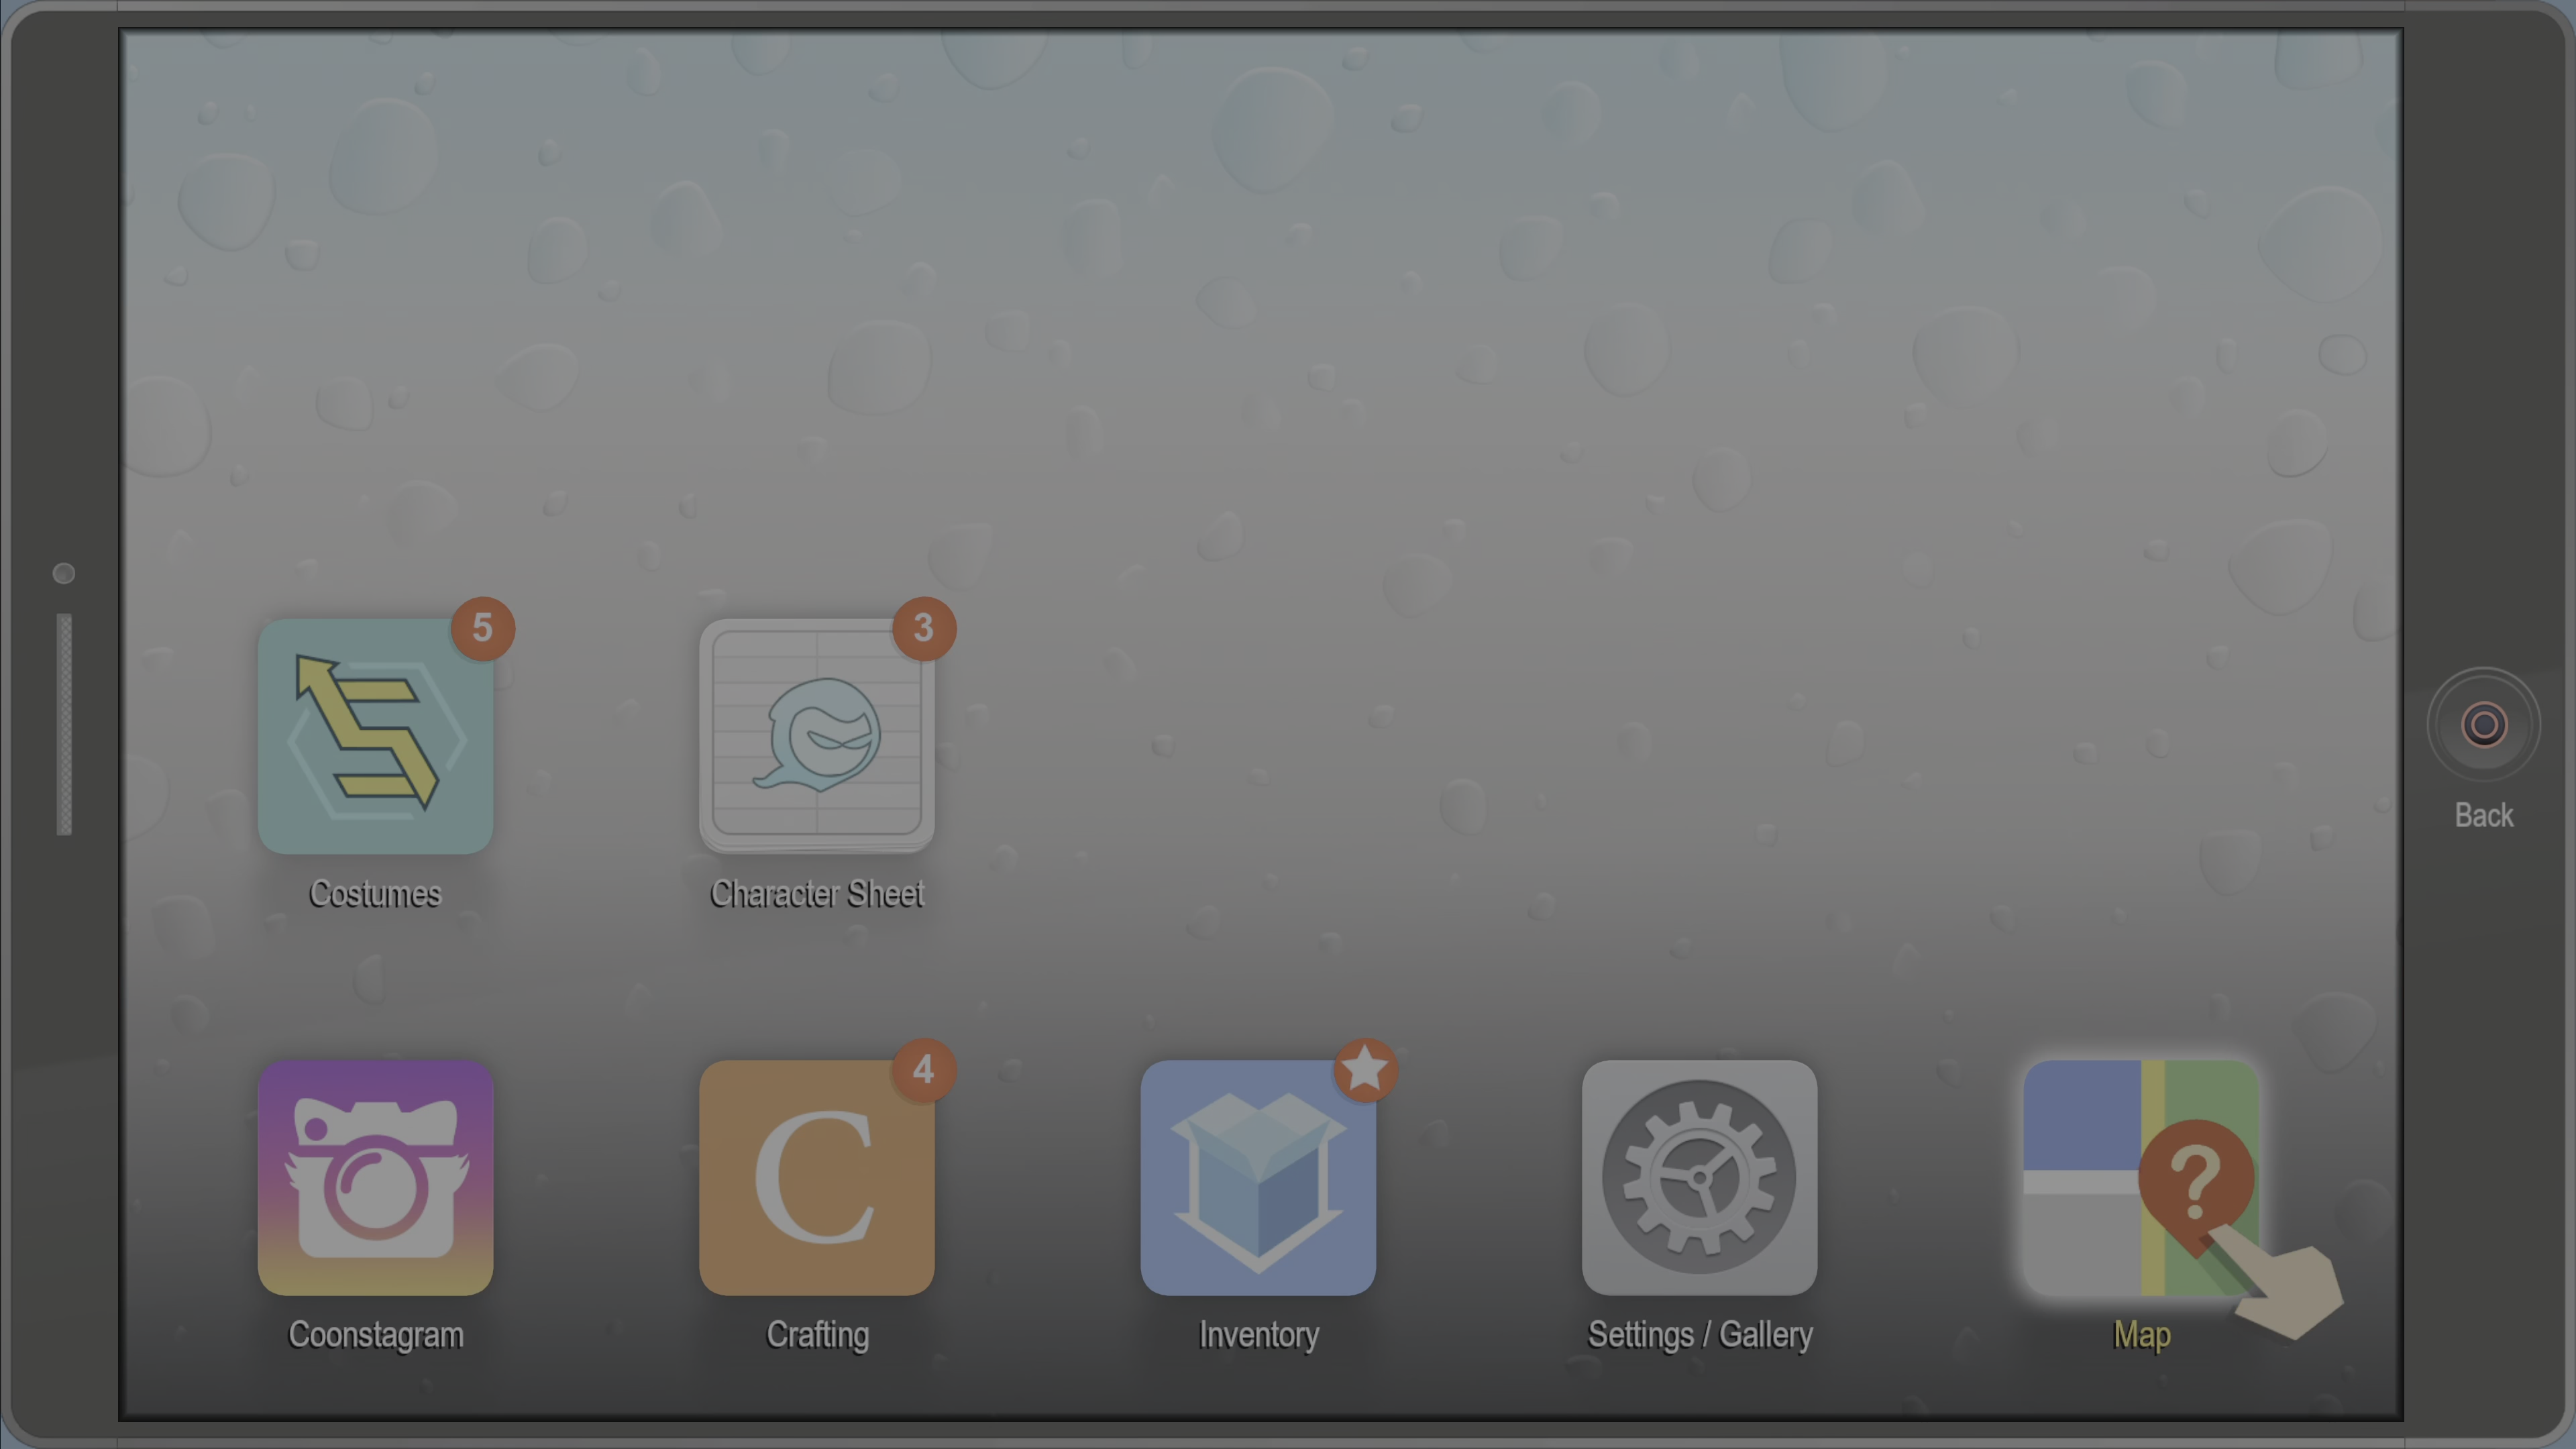 5
3
Costumes
Character Sheet
Back
4
C
?
Coonstagram
Crafting
Inventory
Settings / Gallery
Map